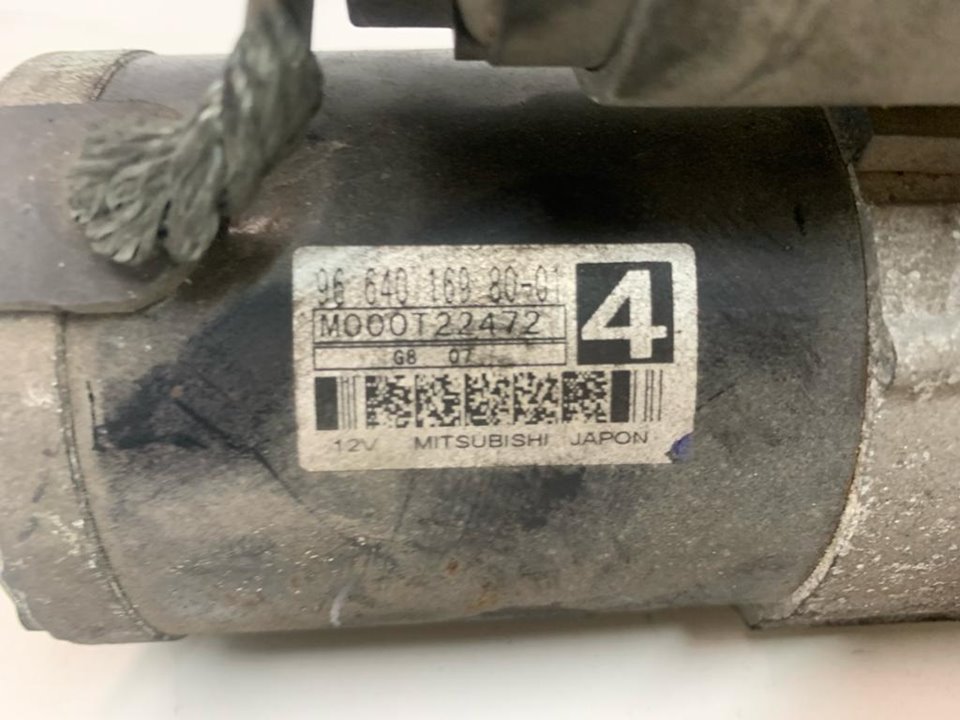 96 640 169 80-01
4
M000T22472
G8 07
12V MITSUBISHI JAPON